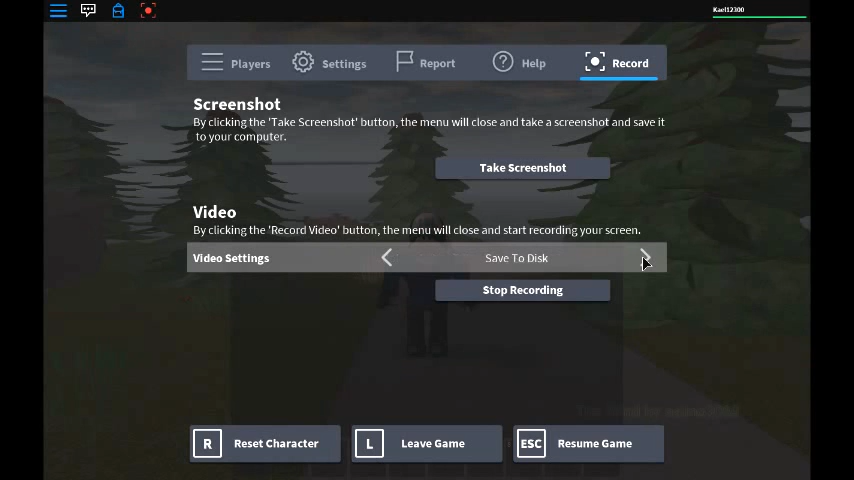 Kael12300
Players
Settings
Report
Help
Record
Screenshot
By clicking the 'Take Screenshot' button, the menu will close and take a screenshot and save it
to your computer.
Take Screenshot
Video
By clicking the 'Record Video' button, the menu will close and start recording your screen.
Video Settings
Save To Disk
Stop Recording
R Reset Character
L Leave Game
ESC Resume Game